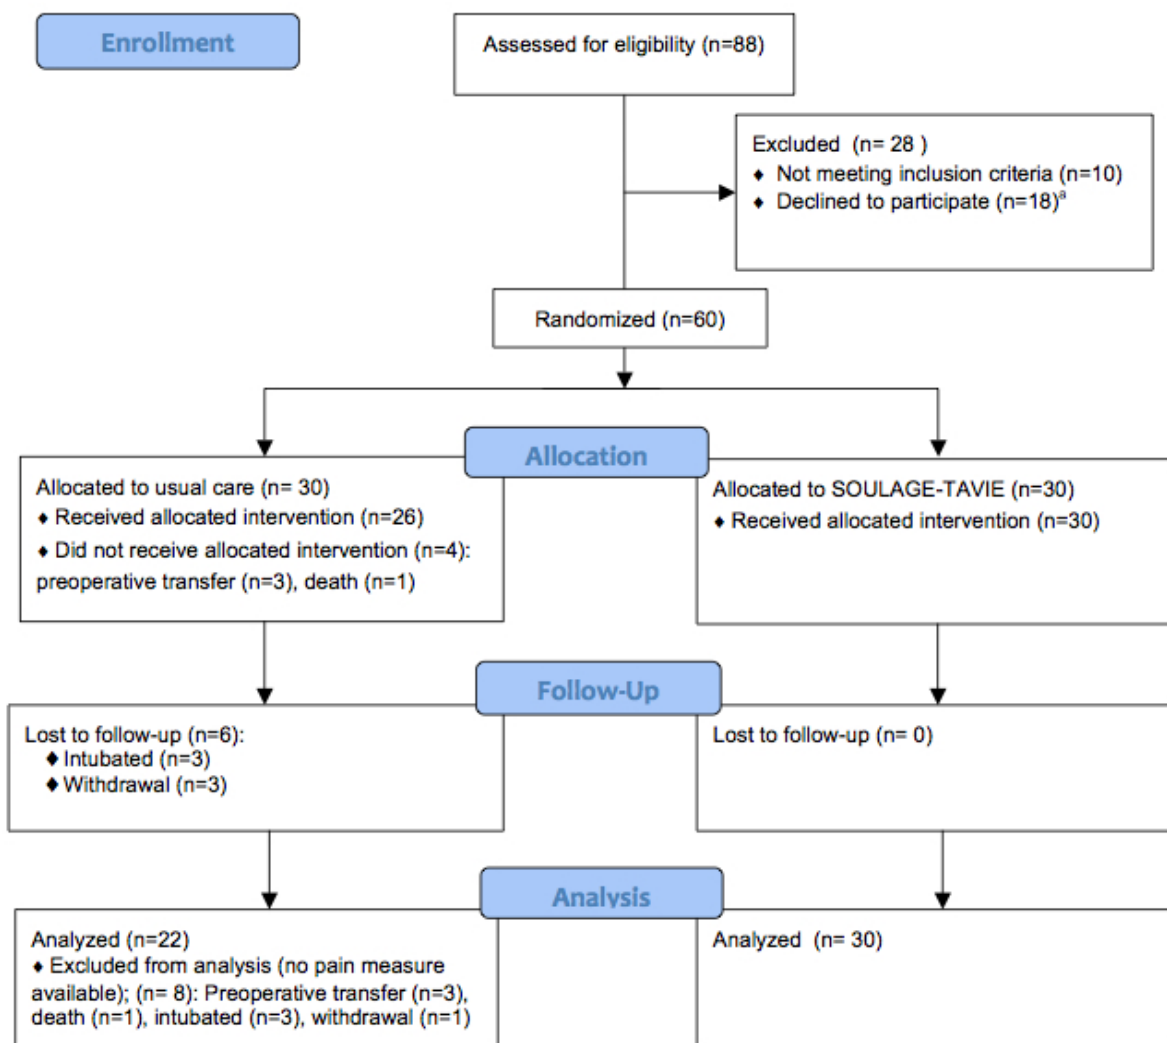 Enrollment
Assessed for eligibility (n=88)
Excluded (n= 28 )
♦ Not meeting inclusion criteria (n=10)
♦ Declined to participate (n=18)ª
Randomized (n=60)
Allocation
Allocated to usual care (n= 30)
♦ Received allocated intervention (n=26)
♦ Did not receive allocated intervention (n=4):
preoperative transfer (n=3), death (n=1)
Allocated to SOULAGE-TAVIE (n=30)
♦ Received allocated intervention (n=30)
Follow-Up
Lost to follow-up (n=6):
♦ Intubated (n=3)
♦ Withdrawal (n=3)
Lost to follow-up (n= 0)
Analysis
Analyzed (n=22)
♦ Excluded from analysis (no pain measure
available); (n= 8): Preoperative transfer (n=3),
death (n=1), intubated (n=3), withdrawal (n=1)
Analyzed (n= 30)